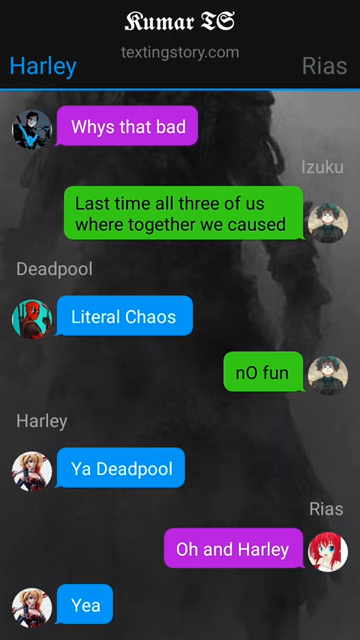 Kumar TS
textingstory.com
Harley
Rias
Whys that bad
Izuku
Last time all three of us
where together we caused
Deadpool
Literal Chaos
nO fun
Harley
Ya Deadpool
Rias
Oh and Harley
Yea